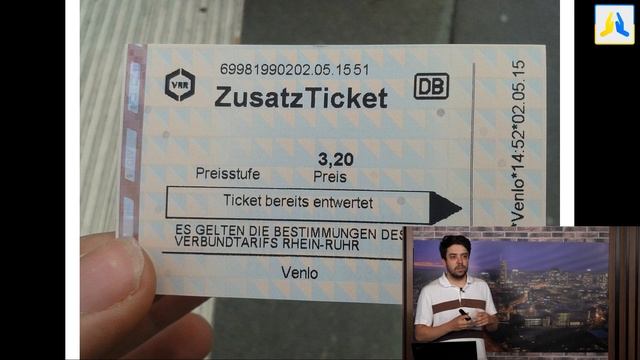 69981990202.05.1551
VRR
ZusatzTicket
DB
3,20
Preisstufe Preis
Ticket bereits entwertet
ES GELTEN DIE BESTIMMUNGEN DES
VERBUNDTARIFS RHEIN-RUHR
Venlo
*Venlo*14:52*02.05.15